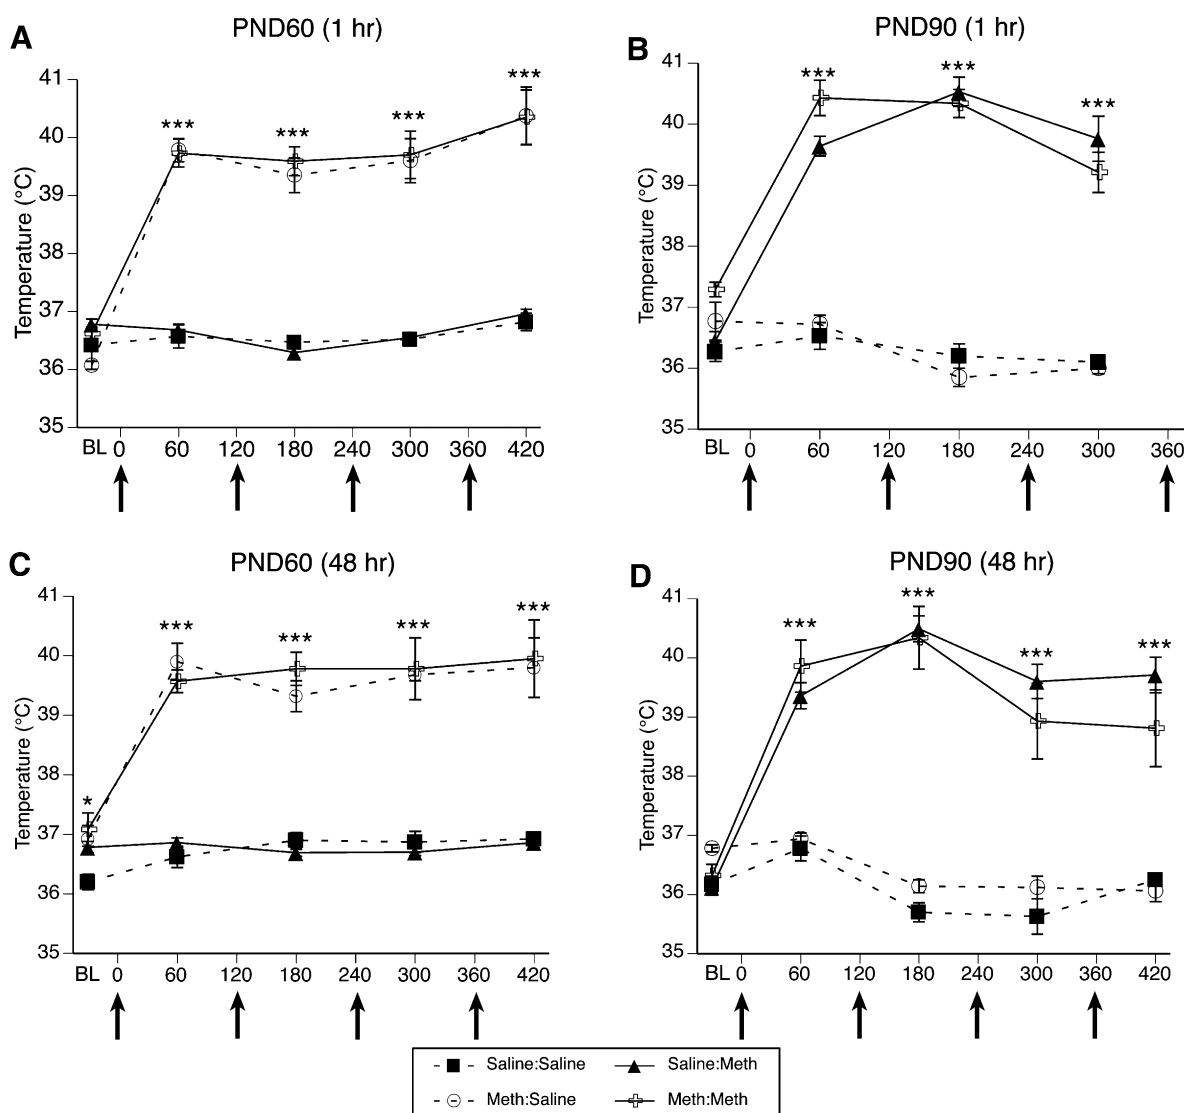 A
PND60 (1 hr)
Temperature (°C)
41
40
39
38
37
36
35
***
***
***
***
BL 0 60 120 180 240 300 360 420
B
PND90 (1 hr)
Temperature (°C)
41
40
39
38
37
36
35
***
***
***
BL 0 60 120 180 240 300 360
C
PND60 (48 hr)
Temperature (°C)
41
40
39
38
37
36
35
*
***
***
***
***
BL 0 60 120 180 240 300 360 420
D
PND90 (48 hr)
Temperature (°C)
41
40
39
38
37
36
35
***
***
***
***
BL 0 60 120 180 240 300 360 420
Saline:Saline Saline:Meth
Meth:Saline Meth:Meth